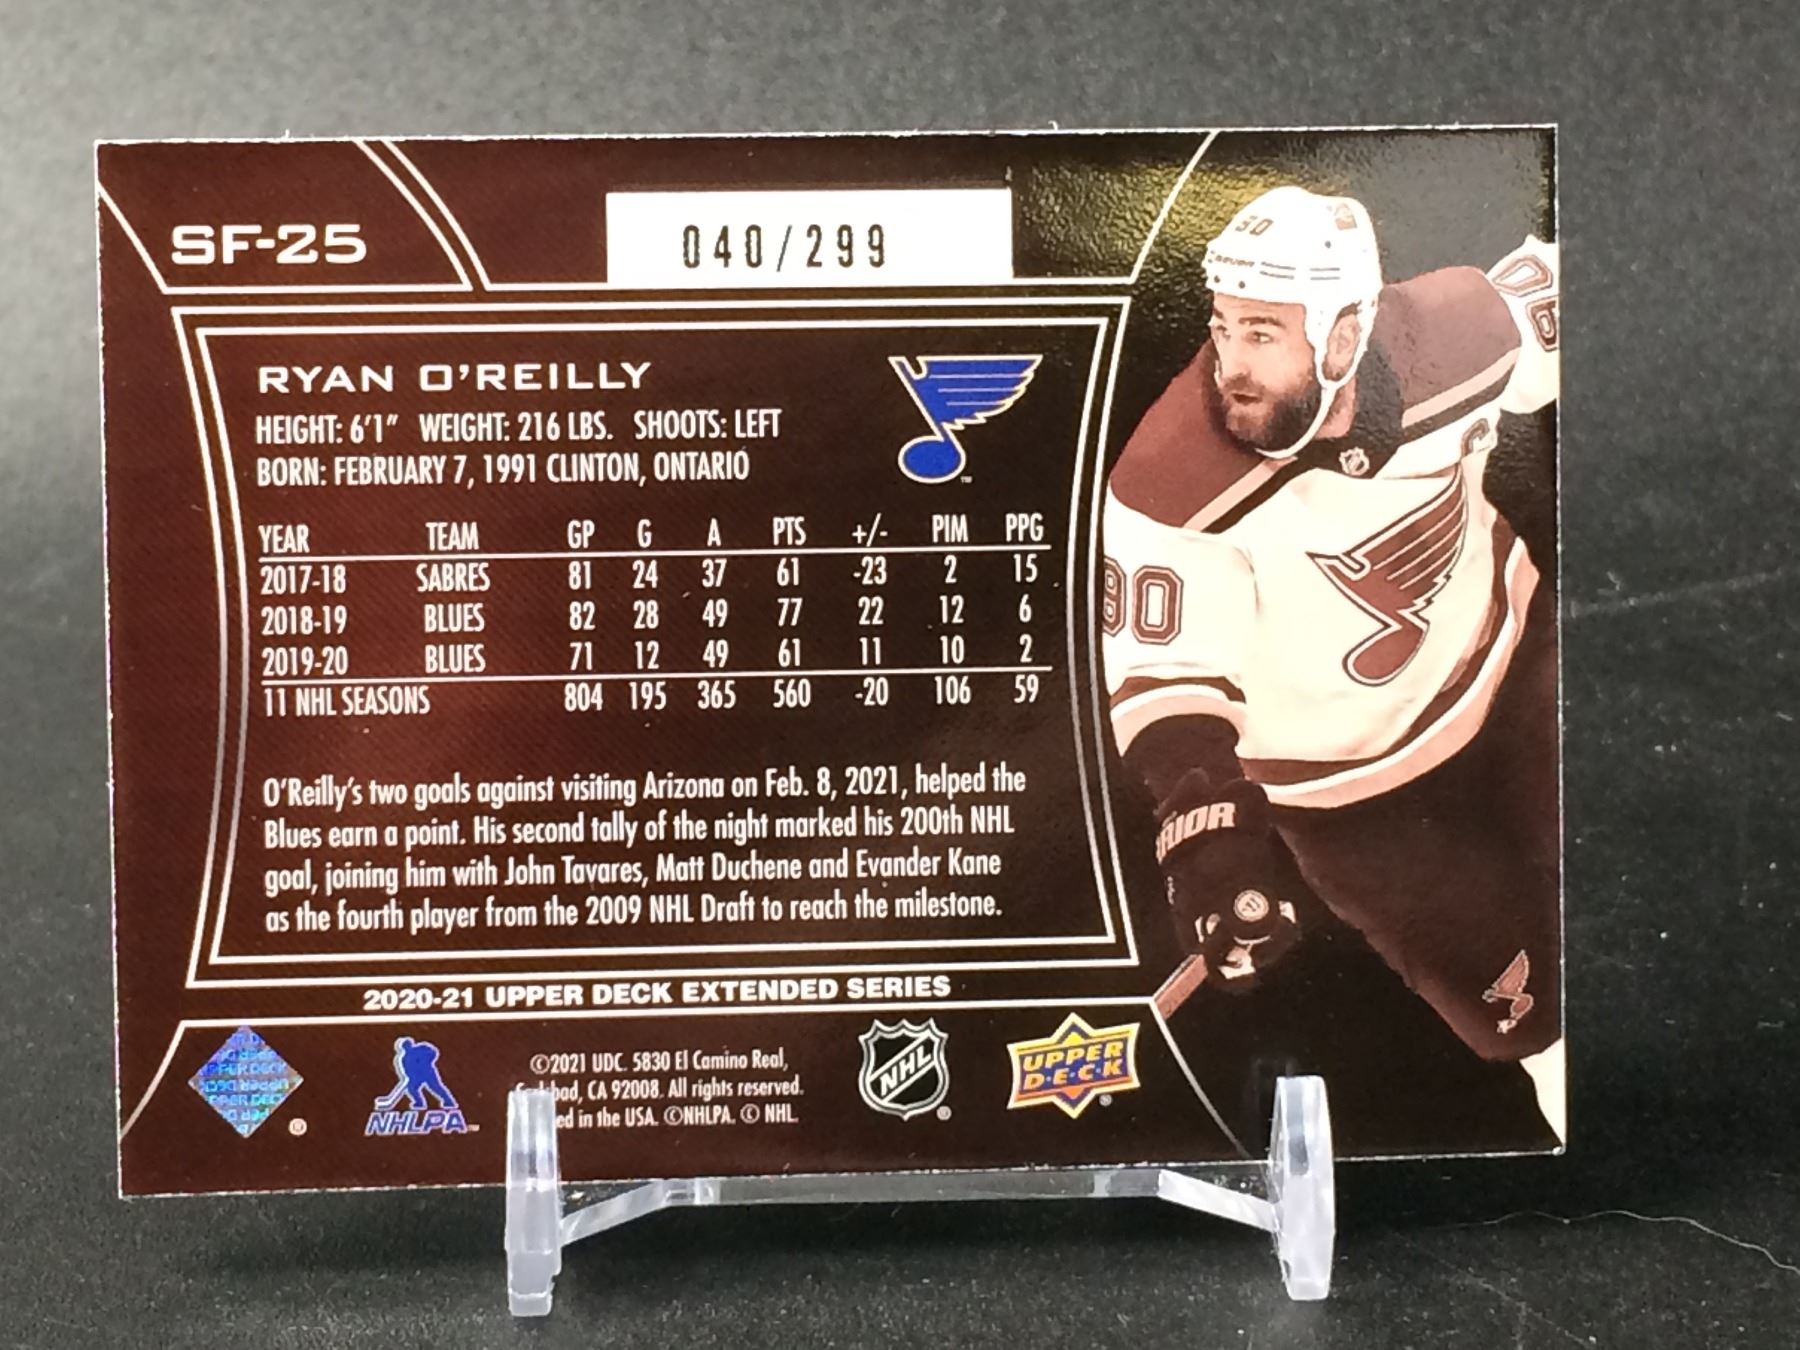 SF-25
040/299
RYAN O'REILLY
HEIGHT: 6'1" WEIGHT: 216 LBS. SHOOTS: LEFT
BORN: FEBRUARY 7, 1991 CLINTON, ONTARIO
YEAR TEAM GP G A PTS +/- PIM PPG
2017-18 SABRES 81 24 37 61 -23 2 15
2018-19 BLUES 82 28 49 77 22 12 6
2019-20 BLUES 71 12 49 61 11 10 2
11 NHL SEASONS 804 195 365 560 -20 106 59
O'Reilly's two goals against visiting Arizona on Feb. 8, 2021, helped the
Blues earn a point. His second tally of the night marked his 200th NHL
goal, joining him with John Tavares, Matt Duchene and Evander Kane
as the fourth player from the 2009 NHL Draft to reach the milestone.
2020-21 UPPER DECK EXTENDED SERIES
©2021 UDC. 5830 El Camino Real,
CA 92008. All rights reserved.
in the USA. ©NHLPA. © NHL.
NHLPA
NHL
UPPER
D·E·C·K
90
BAUER
C
90